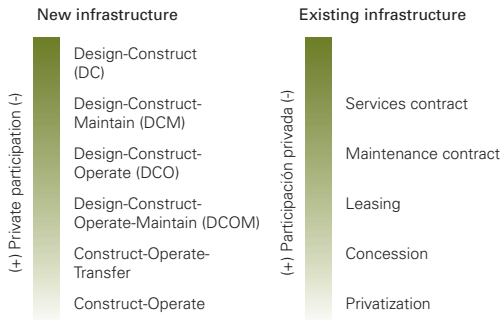 New infrastructure
(+) Private participation (-)
Design-Construct
(DC)
Design-Construct-
Maintain (DCM)
Design-Construct-
Operate (DCO)
Design-Construct-
Operate-Maintain (DCOM)
Construct-Operate-
Transfer
Construct-Operate
Existing infrastructure
(+) Participación privada (-)
Services contract
Maintenance contract
Leasing
Concession
Privatization